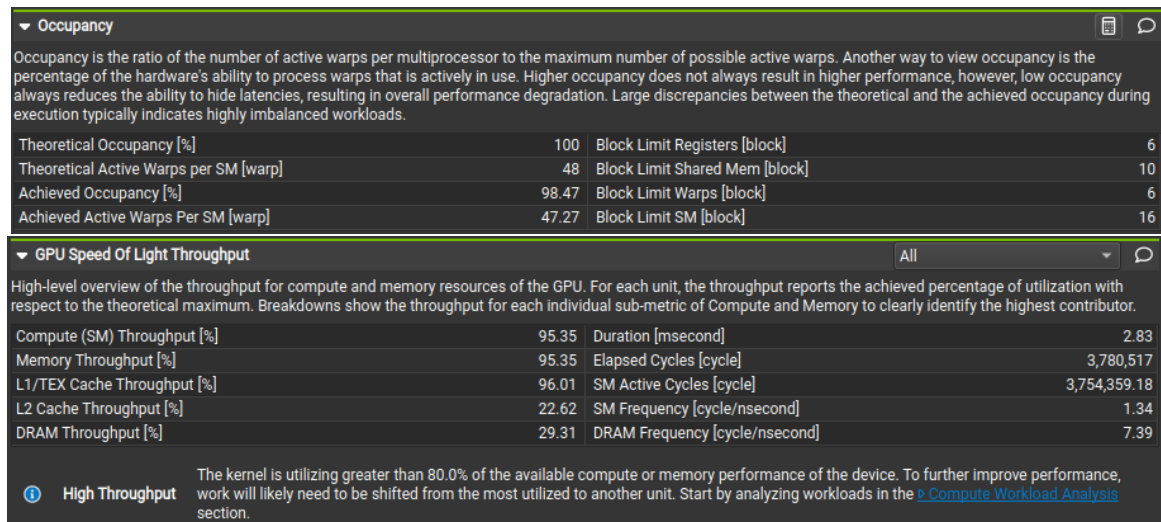 Occupancy
Occupancy is the ratio of the number of active warps per multiprocessor to the maximum number of possible active warps. Another way to view occupancy is the
percentage of the hardware's ability to process warps that is actively in use. Higher occupancy does not always result in higher performance, however, low occupancy
always reduces the ability to hide latencies, resulting in overall performance degradation. Large discrepancies between the theoretical and the achieved occupancy during
execution typically indicates highly imbalanced workloads.
Theoretical Occupancy [%] 100 Block Limit Registers [block] 6
Theoretical Active Warps per SM [warp] 48 Block Limit Shared Mem [block] 10
Achieved Occupancy [%] 98.47 Block Limit Warps [block] 6
Achieved Active Warps Per SM [warp] 47.27 Block Limit SM [block] 16
GPU Speed Of Light Throughput All
High-level overview of the throughput for compute and memory resources of the GPU. For each unit, the throughput reports the achieved percentage of utilization with
respect to the theoretical maximum. Breakdowns show the throughput for each individual sub-metric of Compute and Memory to clearly identify the highest contributor.
Compute (SM) Throughput [%] 95.35 Duration [msecond] 2.83
Memory Throughput [%] 95.35 Elapsed Cycles [cycle] 3,780,517
L1/TEX Cache Throughput [%] 96.01 SM Active Cycles [cycle] 3,754,359.18
L2 Cache Throughput [%] 22.62 SM Frequency [cycle/nsecond] 1.34
DRAM Throughput [%] 29.31 DRAM Frequency [cycle/nsecond] 7.39
The kernel is utilizing greater than 80.0% of the available compute or memory performance of the device. To further improve performance,
High Throughput work will likely need to be shifted from the most utilized to another unit. Start by analyzing workloads in the Compute Workload Analysis
section.